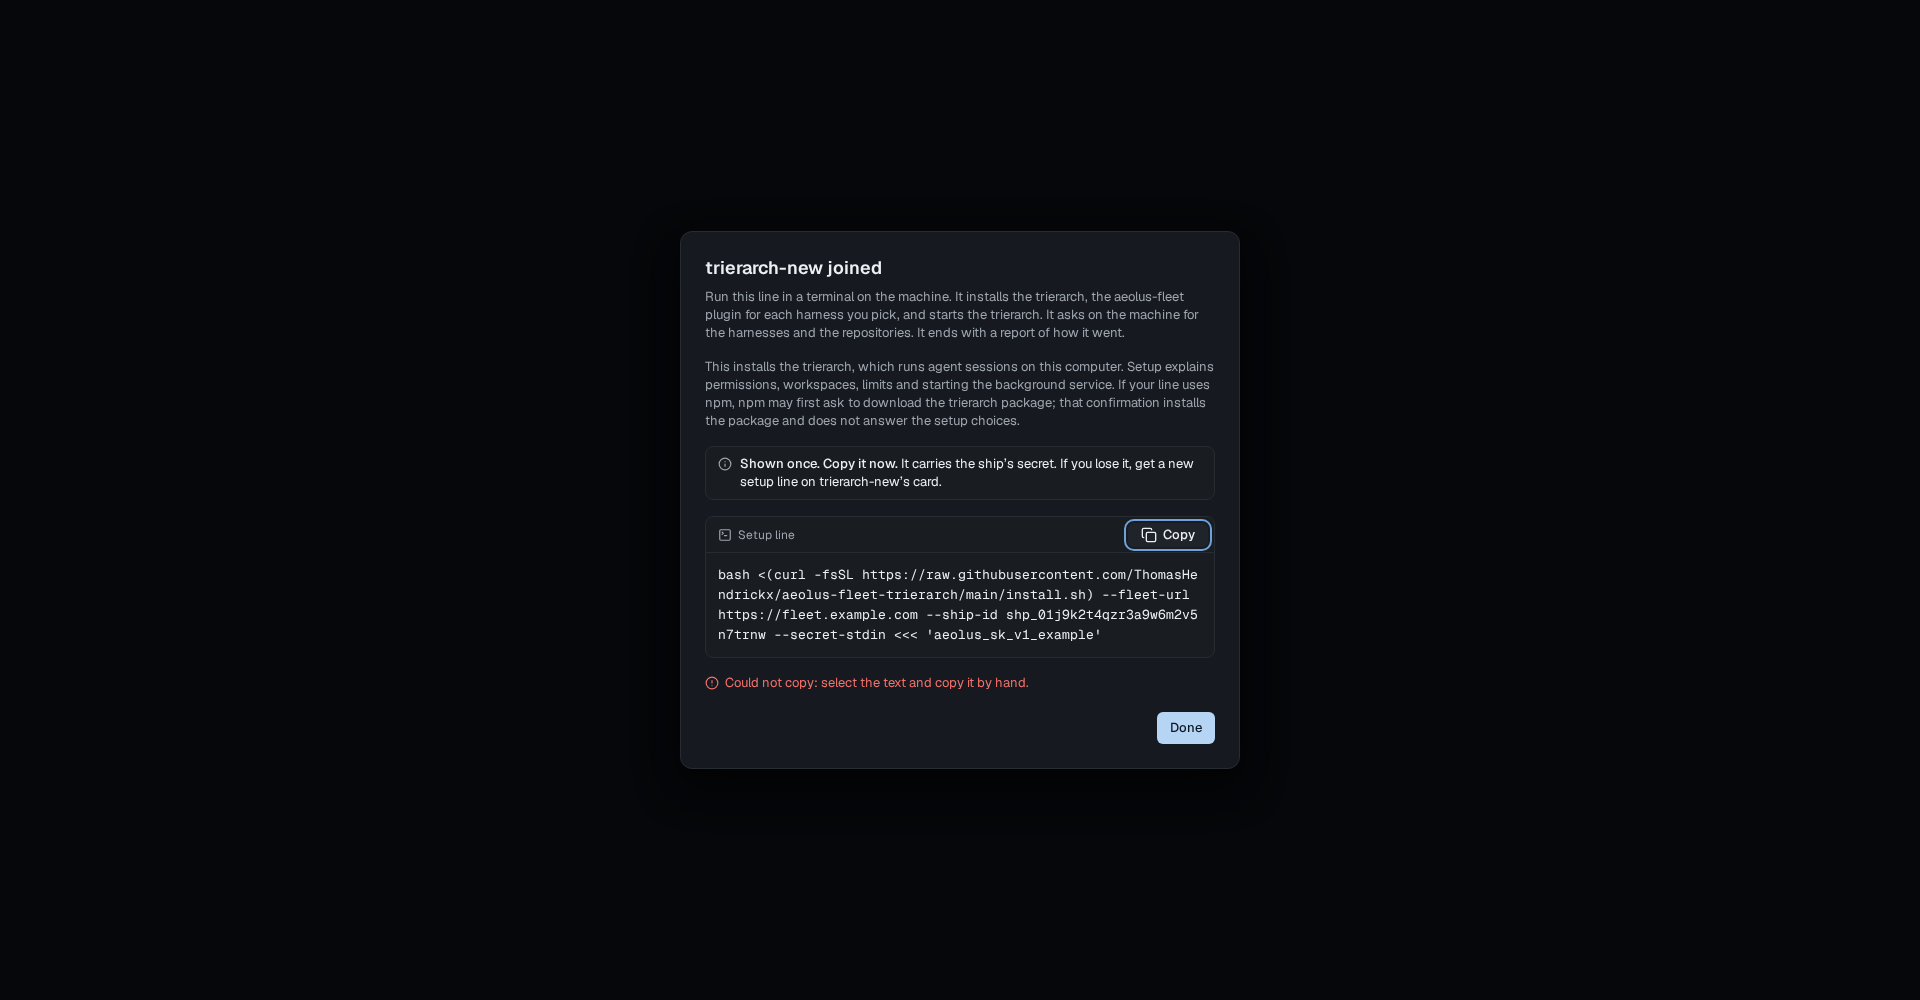 trierarch-new joined
Run this line in a terminal on the machine. It installs the trierarch, the aeolus-fleet
plugin for each harness you pick, and starts the trierarch. It asks on the machine for
the harnesses and the repositories. It ends with a report of how it went.
This installs the trierarch, which runs agent sessions on this computer. Setup explains
permissions, workspaces, limits and starting the background service. If your line uses
npm, npm may first ask to download the trierarch package; that confirmation installs
the package and does not answer the setup choices.
Shown once. Copy it now. It carries the ship's secret. If you lose it, get a new
setup line on trierarch-new's card.
Setup line
Copy
bash <(curl -fsSL https://raw.githubusercontent.com/ThomasHe
ndrickx/aeolus-fleet-trierarch/main/install.sh) --fleet-url
https://fleet.example.com --ship-id shp_01j9k2t4qzr3a9w6m2v5
n7trnw --secret-stdin <<< 'aeolus_sk_v1_example'
Could not copy: select the text and copy it by hand.
Done